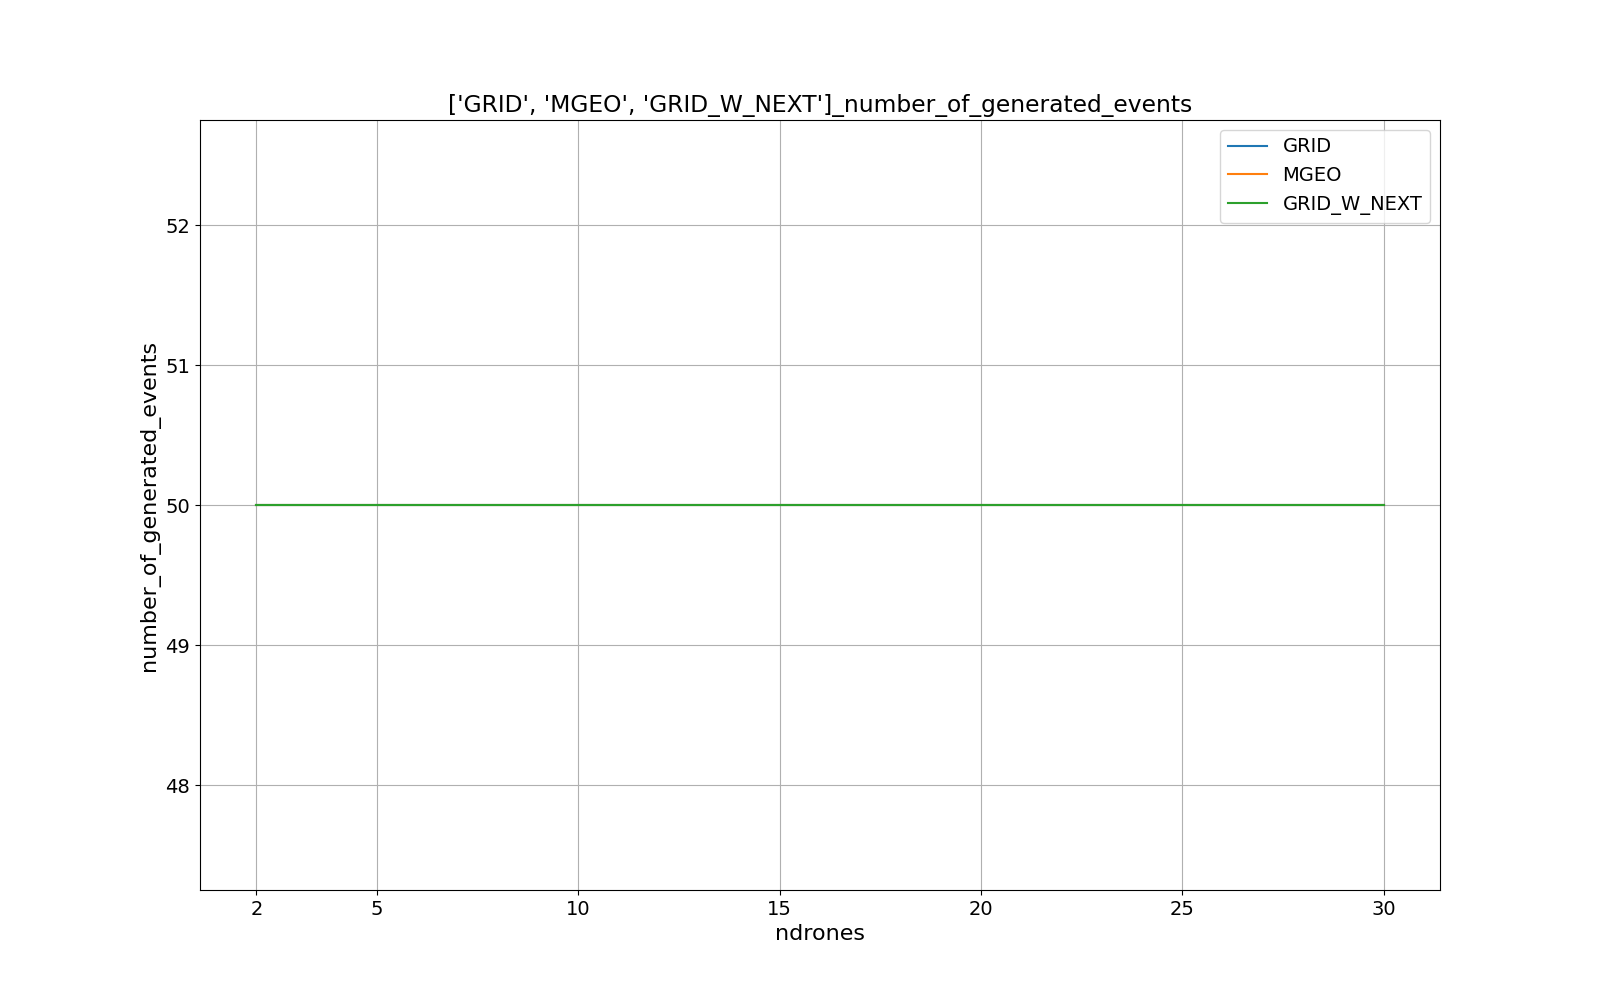 ['GRID', 'MGEO', 'GRID_W_NEXT']_number_of_generated_events
GRID
MGEO
GRID_W_NEXT
number_of_generated_events
52
51
50
49
48
2 5 10 15 20 25 30
ndrones